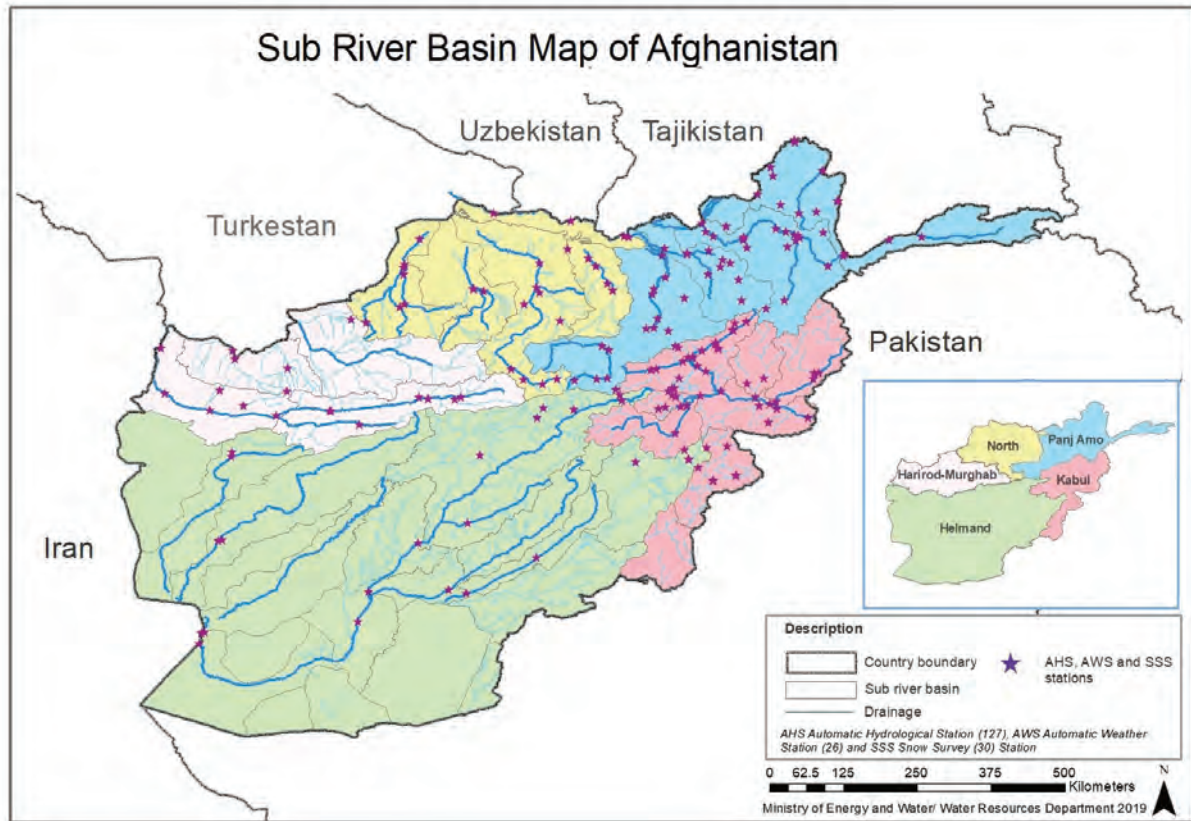 Sub River Basin Map of Afghanistan
Uzbekistan
Tajikistan
Turkestan
Pakistan
Iran
North
Panj Amo
Harirod-Murghab
Kabul
Helmand
Description
Country boundary
AHS, AWS and SSS
stations
Sub river basin
Drainage
AHS Automatic Hydrological Station (127), AWS Automatic Weather
Station (26) and SSS Snow Survey (30) Station
0 62.5 125 250 375 500
Kilometers
N
Ministry of Energy and Water/ Water Resources Department 2019